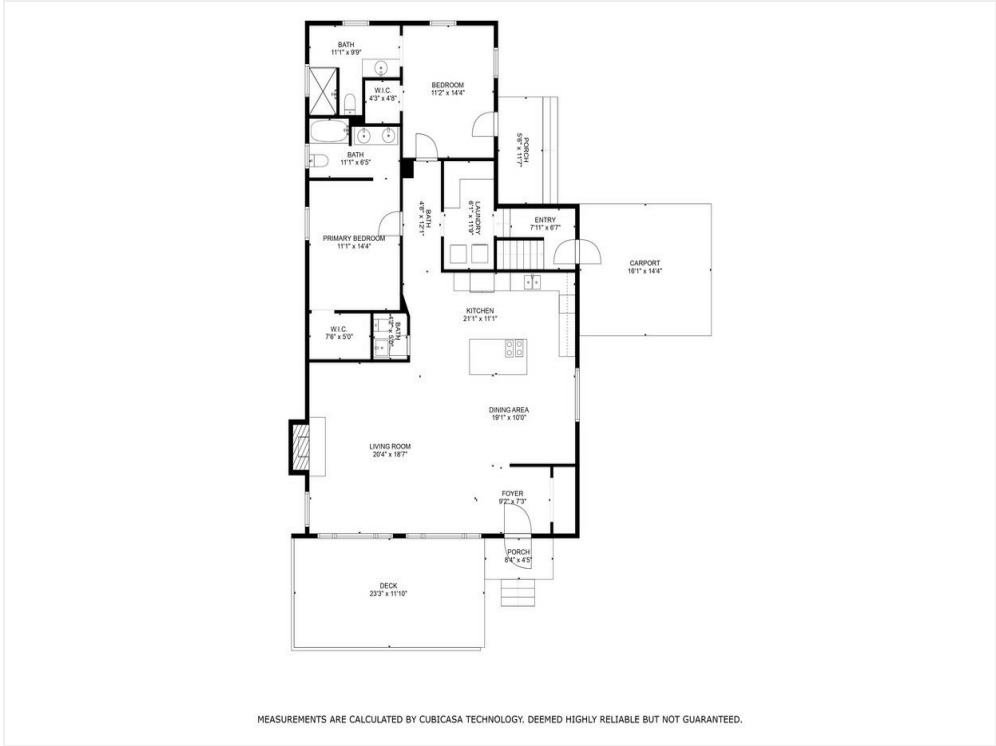 BATH
11'1" x 9'9"
W.I.C.
4'3" x 4'8"
BEDROOM
11'2" x 14'4"
BATH
11'1" x 6'5"
PORCH
5'8" x 11'7"
BATH
4'8" x 12'1"
LAUNDRY
6'1" x 11'9"
ENTRY
7'11" x 6'7"
PRIMARY BEDROOM
11'1" x 14'4"
CARPORT
16'1" x 14'4"
KITCHEN
21'1" x 11'1"
W.I.C.
7'6" x 5'0"
BATH
4'2" x 5'0"
DINING AREA
19'1" x 10'0"
LIVING ROOM
20'4" x 18'7"
FOYER
9'2" x 7'3"
PORCH
8'4" x 4'5"
DECK
23'3" x 11'10"
MEASUREMENTS ARE CALCULATED BY CUBICASA TECHNOLOGY. DEEMED HIGHLY RELIABLE BUT NOT GUARANTEED.